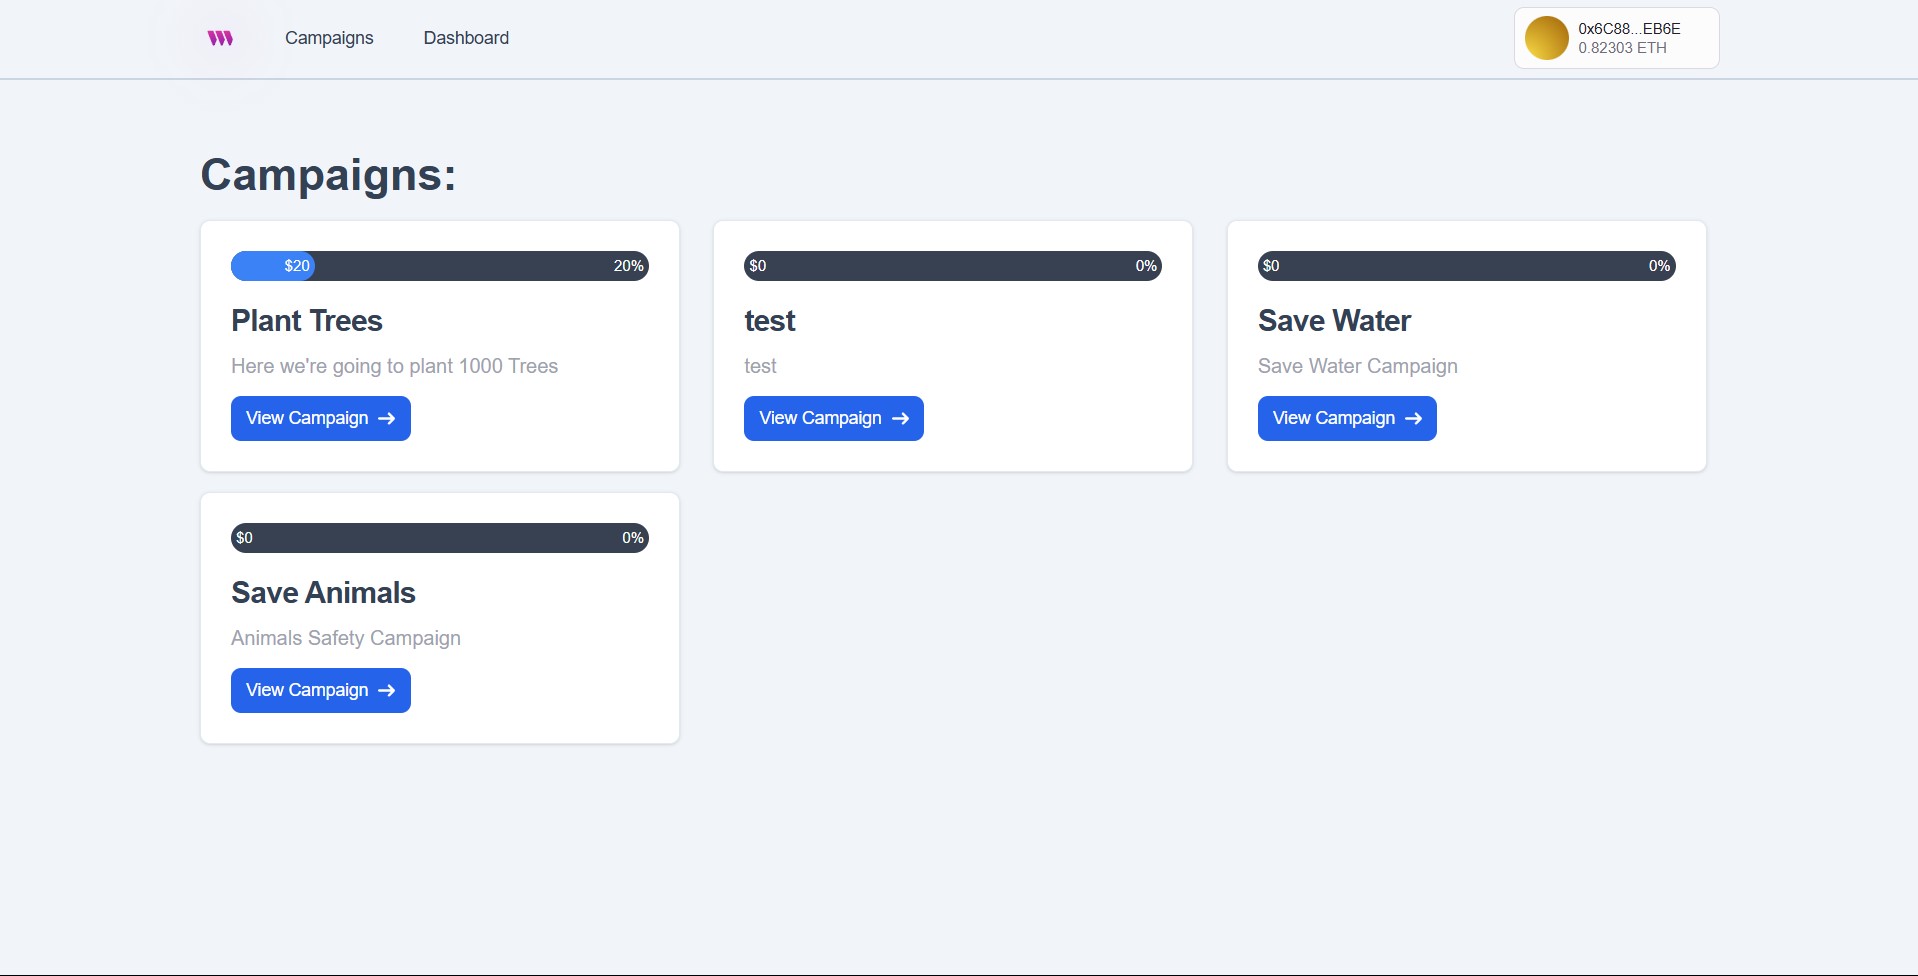 Campaigns
Dashboard
0x6C88...EB6E
0.82303 ETH
Campaigns:
$20 20%
Plant Trees
Here we're going to plant 1000 Trees
View Campaign
$0 0%
test
test
View Campaign
$0 0%
Save Water
Save Water Campaign
View Campaign
$0 0%
Save Animals
Animals Safety Campaign
View Campaign